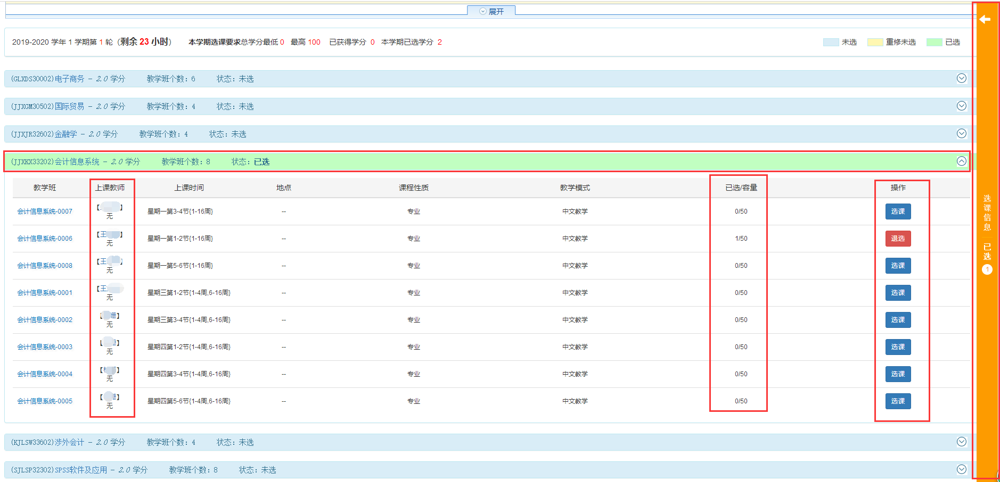 展开
2019-2020 学年 1 学期第 1 轮（剩余 23 小时） 本学期选课要求总学分最低 0 最高 100 已获得学分 0 本学期已选学分 2 未选 重修未选 已选
(GLXDS30002)电子商务 - 2.0 学分 教学班个数：6 状态：未选
(JJXGM30502)国际贸易 - 2.0 学分 教学班个数：4 状态：未选
(JJXJR32602)金融学 - 2.0 学分 教学班个数：4 状态：未选
(JJXKX33202)会计信息系统 - 2.0 学分 教学班个数：8 状态：已选
教学班 上课教师 上课时间 地点 课程性质 教学模式 已选/容量 操作
会计信息系统-0007 【 】 无 星期一第3-4节{1-16周} -- 专业 中文教学 0/50 选课
会计信息系统-0006 【王 】 无 星期一第1-2节{1-16周} -- 专业 中文教学 1/50 退选
会计信息系统-0008 【王 】 无 星期一第5-6节{1-16周} -- 专业 中文教学 0/50 选课
会计信息系统-0001 【王 无 星期三第1-2节{1-4周,6-16周} -- 专业 中文教学 0/50 选课
会计信息系统-0002 【 珊】 无 星期三第3-4节{1-4周,6-16周} -- 专业 中文教学 0/50 选课
会计信息系统-0003 【 】 无 星期四第1-2节{1-4周,6-16周} -- 专业 中文教学 0/50 选课
会计信息系统-0004 【 】 无 星期四第3-4节{1-4周,6-16周} -- 专业 中文教学 0/50 选课
会计信息系统-0005 【 】 无 星期四第5-6节{1-4周,6-16周} -- 专业 中文教学 0/50 选课
(KJLSW33602)涉外会计 - 2.0 学分 教学班个数：4 状态：未选
(SJLSP32302)SPSS软件及应用 - 2.0 学分 教学班个数：8 状态：未选
选课信息
已选
1